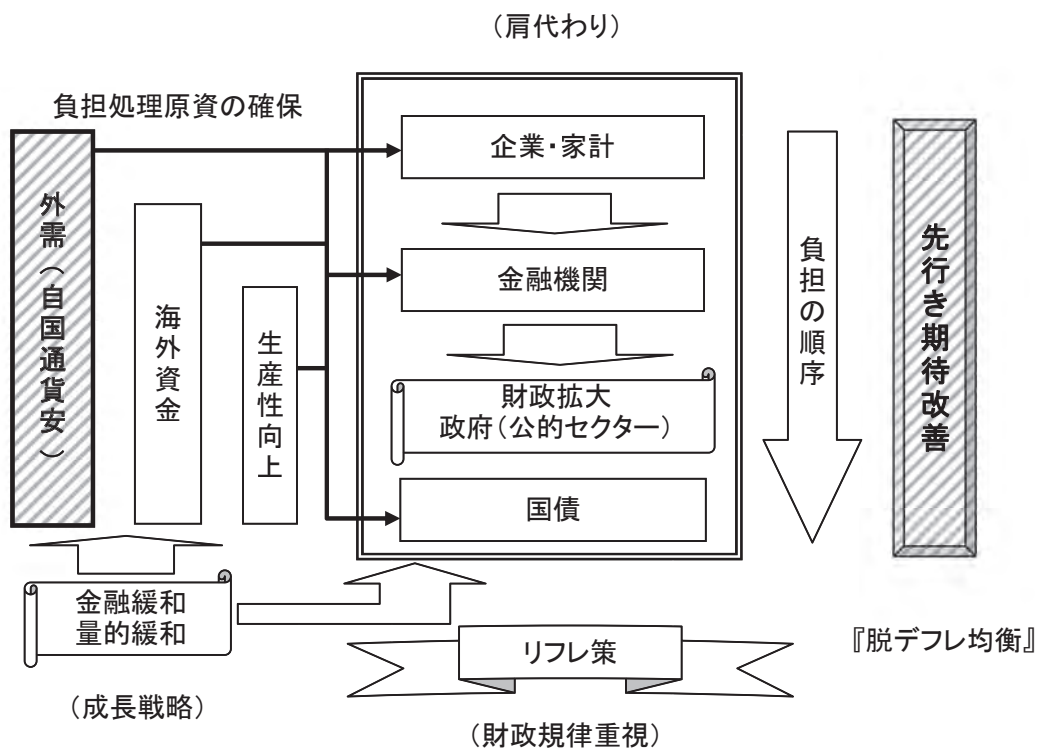 （肩代わり）
負担処理原資の確保
外需（自国通貨安）
海外資金
生産性向上
企業・家計
金融機関
財政拡大
政府（公的セクター）
国債
負担の順序
先行き期待改善
金融緩和
量的緩和
リフレ策
『脱デフレ均衡』
（成長戦略）
（財政規律重視）